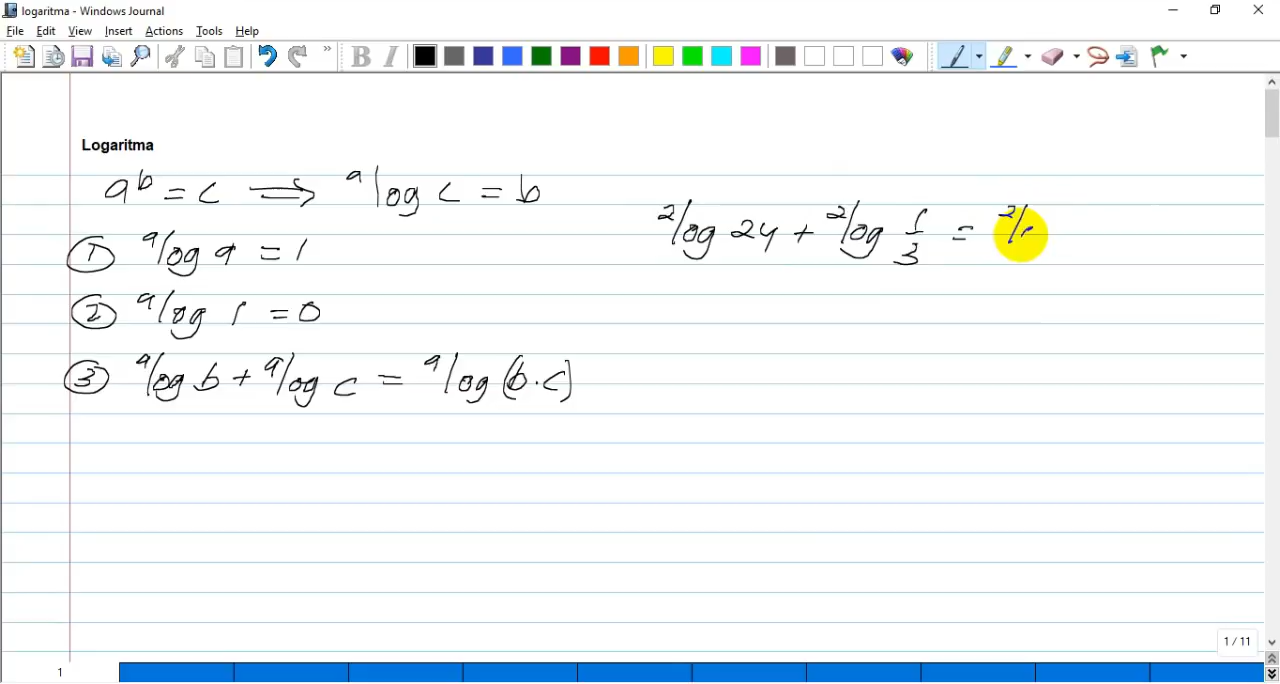 logaritma - Windows Journal
File Edit View Insert Actions Tools Help
Logaritma
a^b = c ⟹ ᵃlog c = b
① ᵃlog a = 1
② ᵃlog 1 = 0
③ ᵃlog b + ᵃlog c = ᵃlog (b·c)
²log 24 + ²log 1/3 = ²l
1 / 11
1